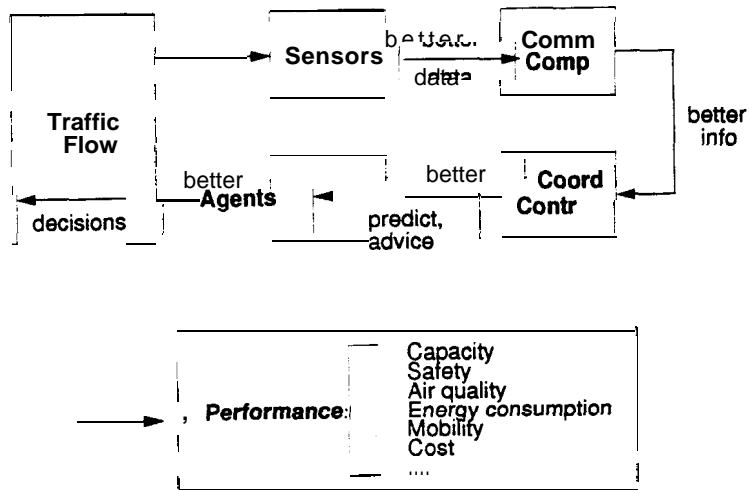 Traffic
Flow
Sensors
better
data
Comm
Comp
better
info
Coord
Contr
better
predict,
advice
Agents
better
decisions
, Performance:
Capacity
Safety
Air quality
Energy consumption
Mobility
Cost
....